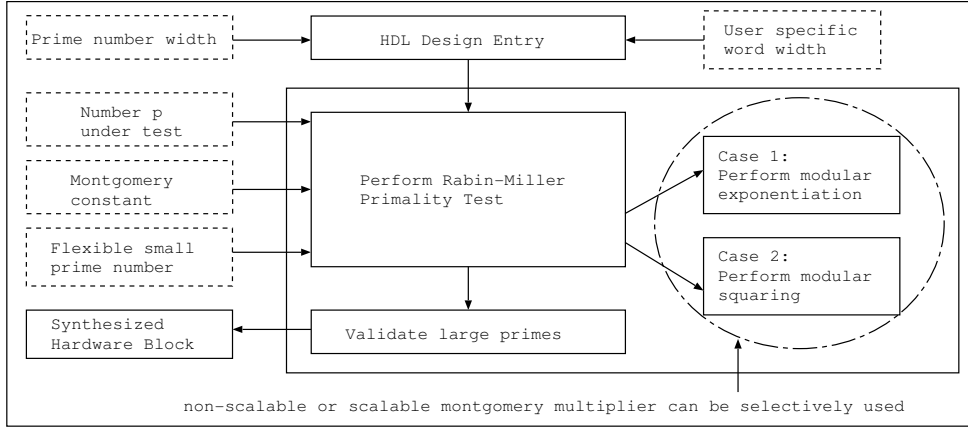 Prime number width
HDL Design Entry
User specific
word width
Number p
under test
Montgomery
constant
Flexible small
prime number
Perform Rabin-Miller
Primality Test
Case 1:
Perform modular
exponentiation
Case 2:
Perform modular
squaring
Synthesized
Hardware Block
Validate large primes
non-scalable or scalable montgomery multiplier can be selectively used